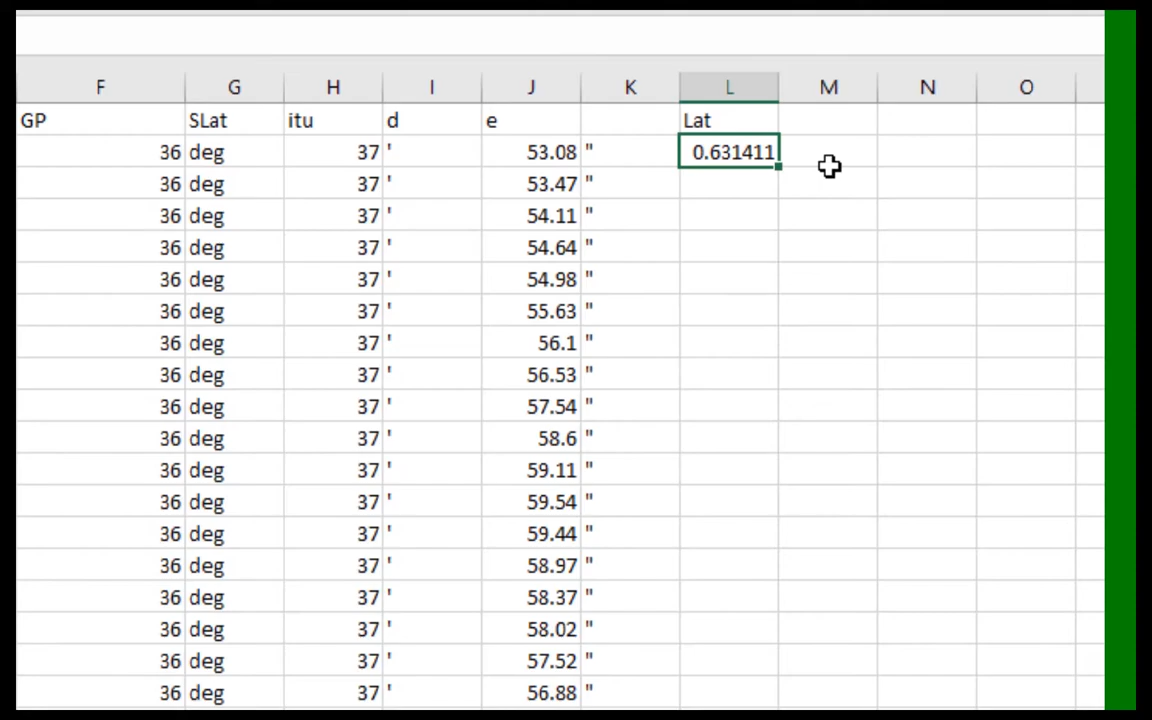 F G H I J K L M N O
GP SLat itu d e Lat
36 deg 37 ' 53.08 " 0.631411
36 deg 37 ' 53.47 "
36 deg 37 ' 54.11 "
36 deg 37 ' 54.64 "
36 deg 37 ' 54.98 "
36 deg 37 ' 55.63 "
36 deg 37 ' 56.1 "
36 deg 37 ' 56.53 "
36 deg 37 ' 57.54 "
36 deg 37 ' 58.6 "
36 deg 37 ' 59.11 "
36 deg 37 ' 59.54 "
36 deg 37 ' 59.44 "
36 deg 37 ' 58.97 "
36 deg 37 ' 58.37 "
36 deg 37 ' 58.02 "
36 deg 37 ' 57.52 "
36 deg 37 ' 56.88 "